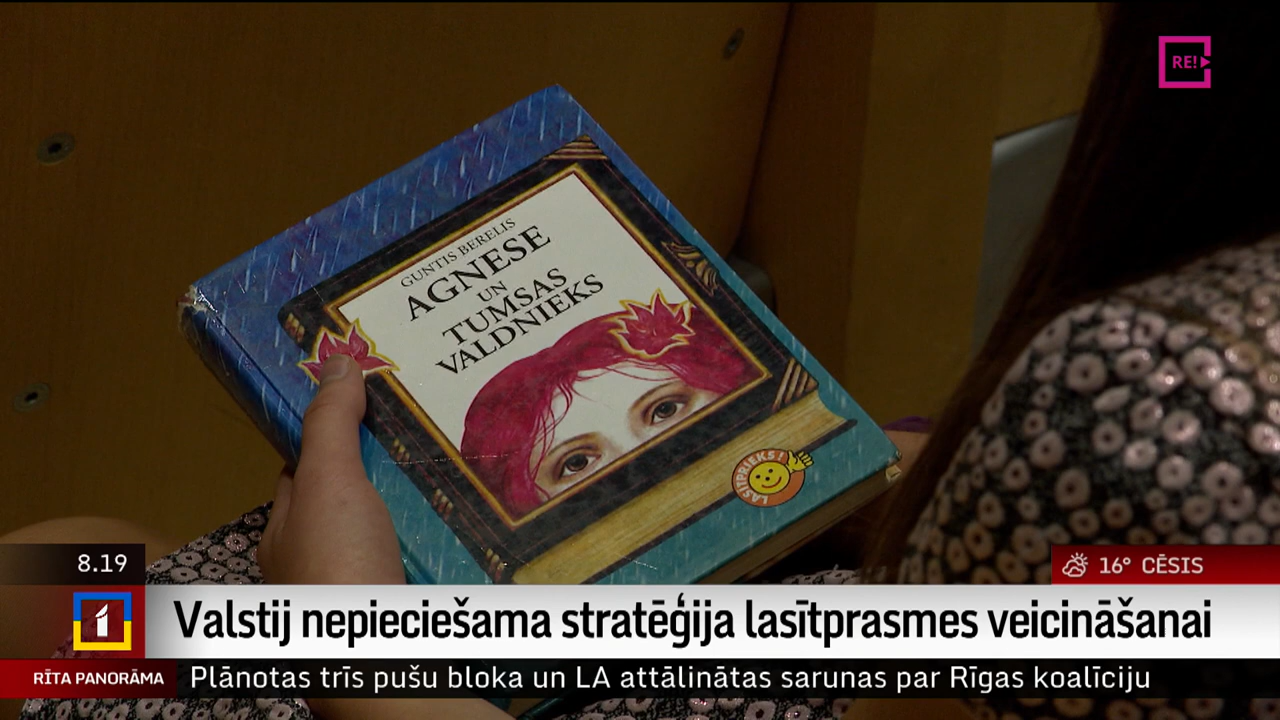 RE!
GUNTIS BERELIS
AGNESE
UN
TUMSAS
VALDNIEKS
LASĪTPRIEKS!
8.19
16° CĒSIS
1
Valstij nepieciešama stratēģija lasītprasmes veicināšanai
RĪTA PANORĀMA
Plānotas trīs pušu bloka un LA attālinātas sarunas par Rīgas koalīciju